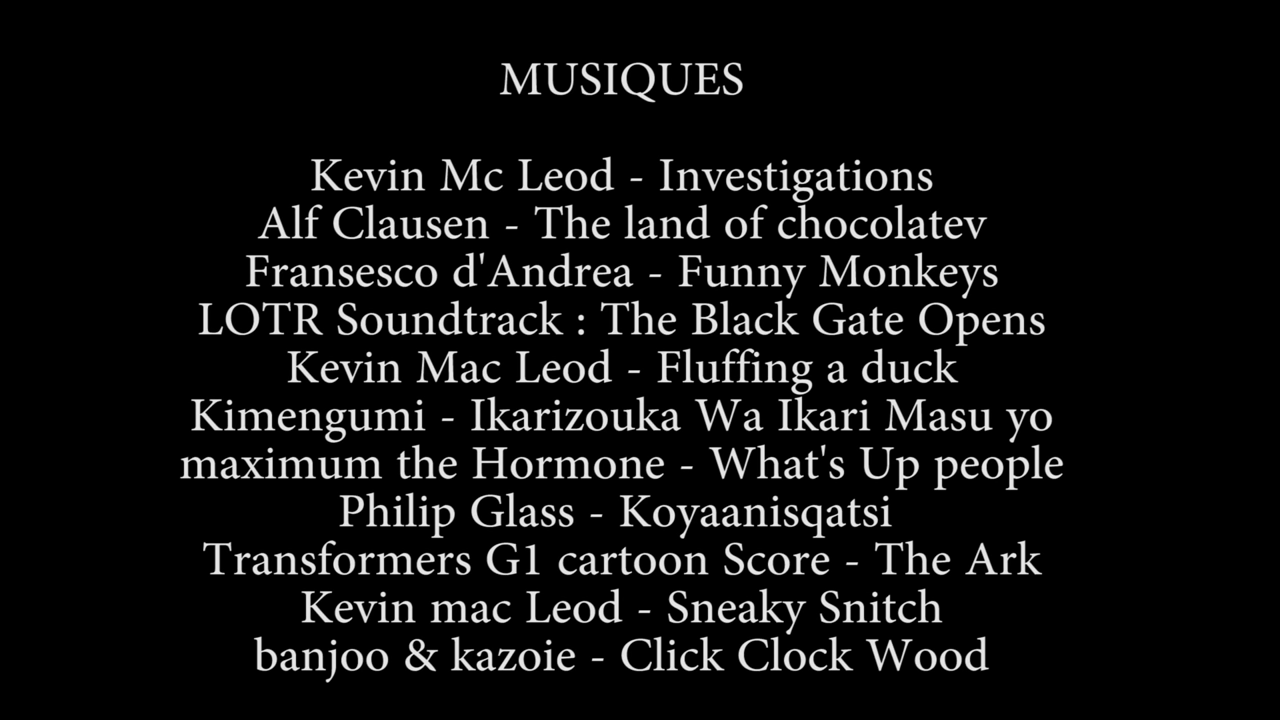 MUSIQUES
Kevin Mc Leod - Investigations
Alf Clausen - The land of chocolatev
Fransesco d'Andrea - Funny Monkeys
LOTR Soundtrack : The Black Gate Opens
Kevin Mac Leod - Fluffing a duck
Kimengumi - Ikarizouka Wa Ikari Masu yo
maximum the Hormone - What's Up people
Philip Glass - Koyaanisqatsi
Transformers G1 cartoon Score - The Ark
Kevin mac Leod - Sneaky Snitch
banjoo & kazoie - Click Clock Wood